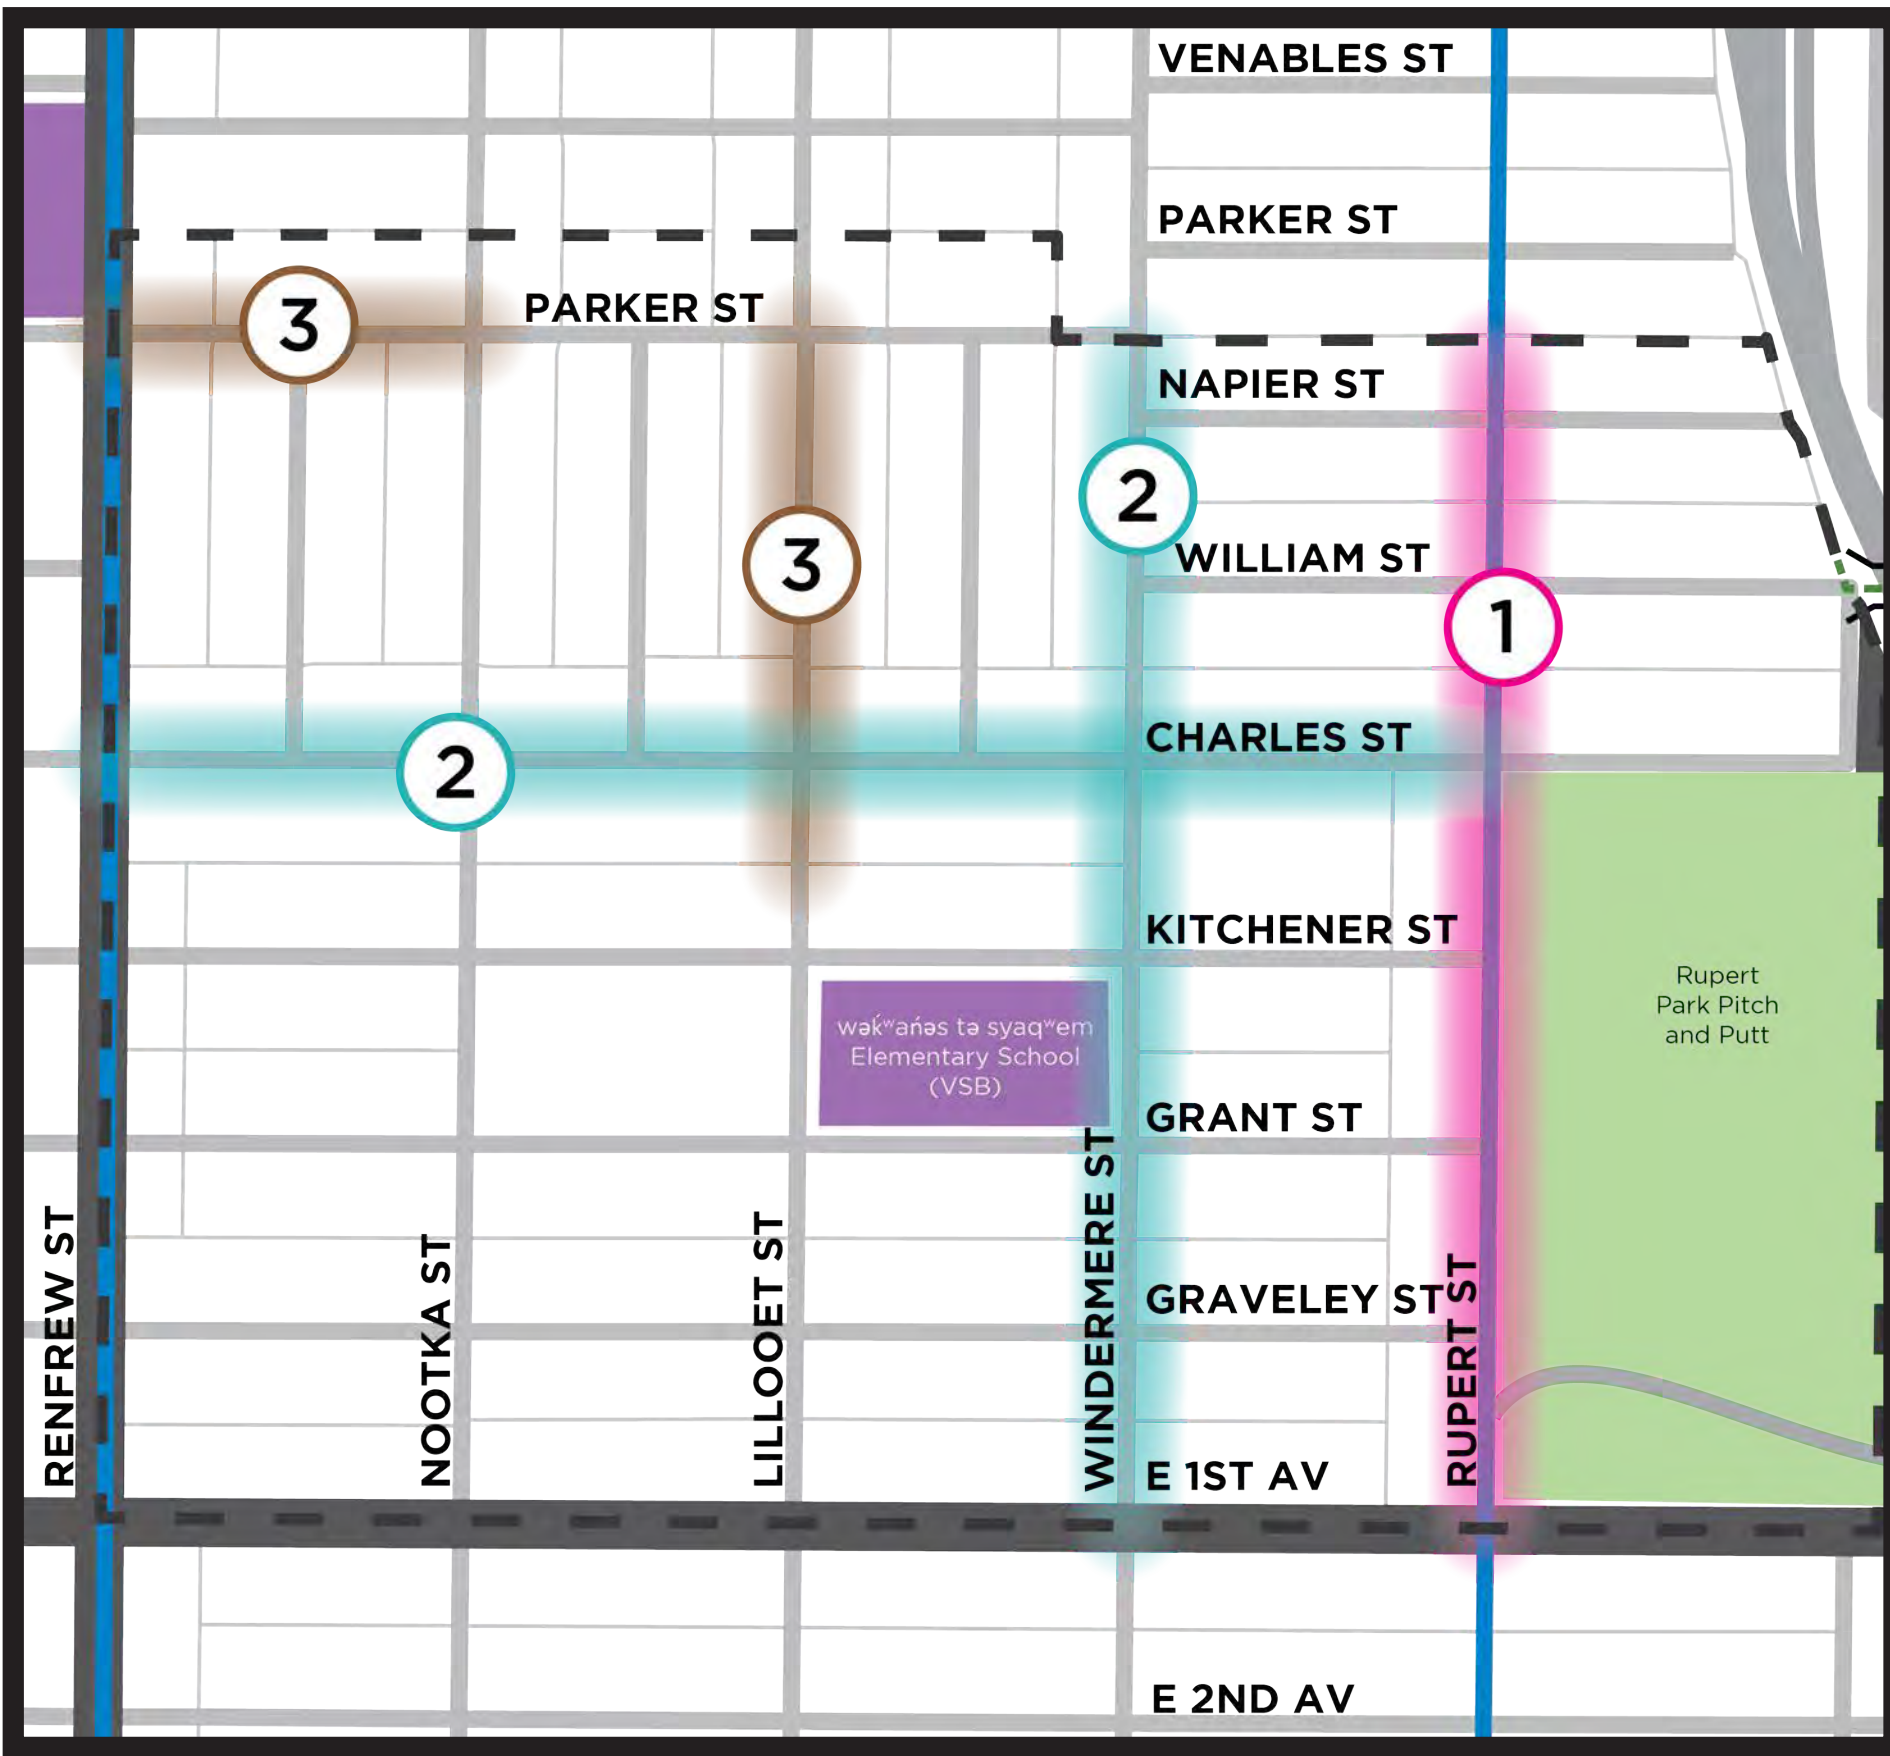 VENABLES ST
PARKER ST
3
PARKER ST
NAPIER ST
2
WILLIAM ST
3
1
CHARLES ST
2
KITCHENER ST
Rupert
Park Pitch
and Putt
wək̓ʷan̓əs tə syaqʷəm
Elementary School
(VSB)
GRANT ST
RENFREW ST
NOOTKA ST
LILLOOET ST
WINDERMERE ST
GRAVELEY ST
RUPERT ST
E 1ST AV
E 2ND AV